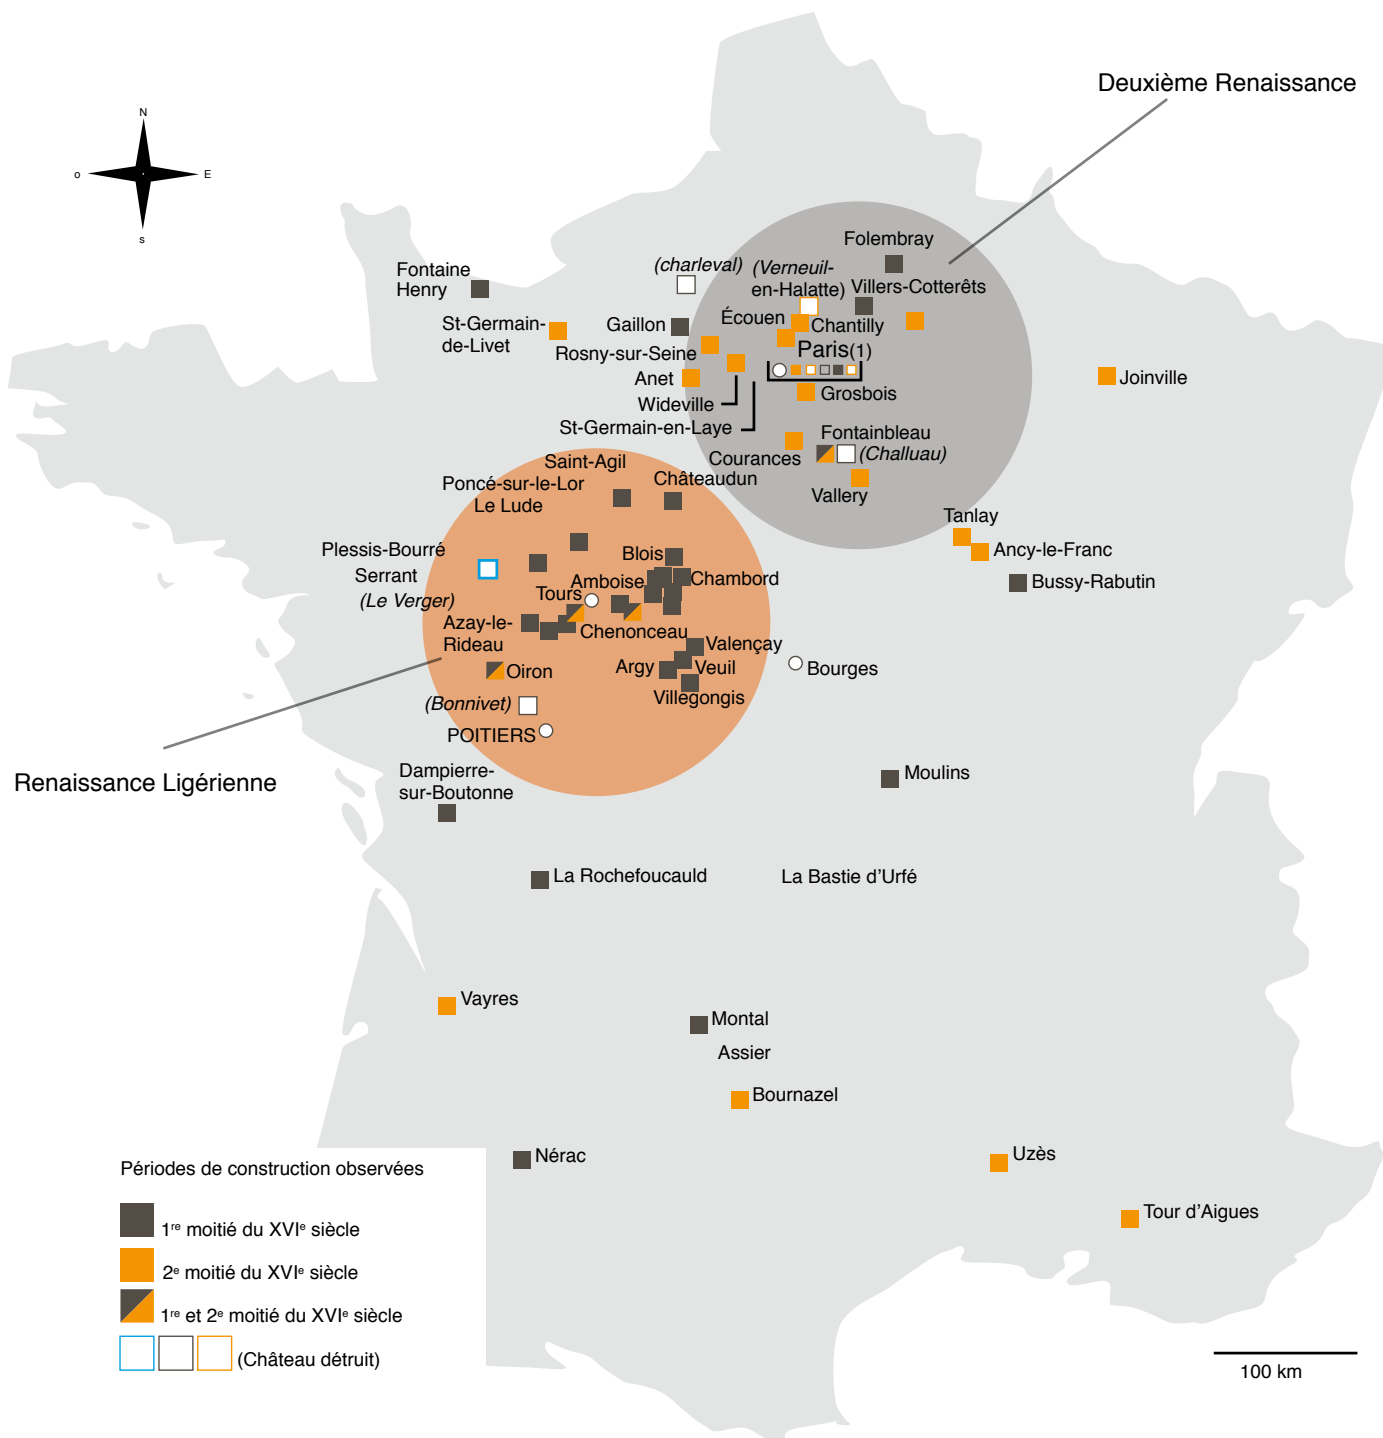 Deuxième Renaissance
N
o
E
s
Folembray
(charleval)
(Verneuil-
en-Halatte)
Villers-Cotterêts
Fontaine
Henry
St-Germain-
de-Livet
Gaillon
Écouen
Chantilly
Rosny-sur-Seine
Paris(1)
Anet
Joinville
Grosbois
Wideville
St-Germain-en-Laye
Fontainbleau
(Challuau)
Courances
Saint-Agil
Châteaudun
Poncé-sur-le-Lor
Le Lude
Vallery
Tanlay
Ancy-le-Franc
Plessis-Bourré
Serrant
(Le Verger)
Blois
Amboise
Chambord
Bussy-Rabutin
Tours
Azay-le-
Rideau
Chenonceau
Valençay
Argy
Veuil
Villegongis
Bourges
Oiron
(Bonnivet)
POITIERS
Renaissance Ligérienne
Dampierre-
sur-Boutonne
Moulins
La Rochefoucauld
La Bastie d'Urfé
Vayres
Montal
Assier
Bournazel
Nérac
Uzès
Tour d'Aigues
Périodes de construction observées
1re moitié du XVIe siècle
2e moitié du XVIe siècle
1re et 2e moitié du XVIe siècle
(Château détruit)
100 km